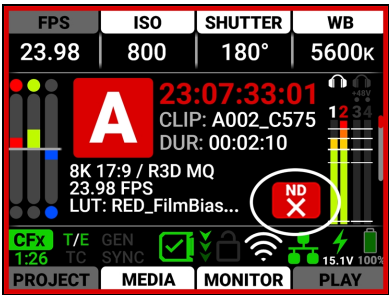 FPS ISO SHUTTER WB
23.98 800 180° 5600K
A
23:07:33:01
CLIP: A002_C575
DUR: 00:02:10
+40V
1 2 3 4
8K 17:9 / R3D MQ
23.98 FPS
LUT: RED_FilmBias...
ND
CFx T/E GEN
1:26 TC SYNC
15.1V 100%
PROJECT MEDIA MONITOR PLAY